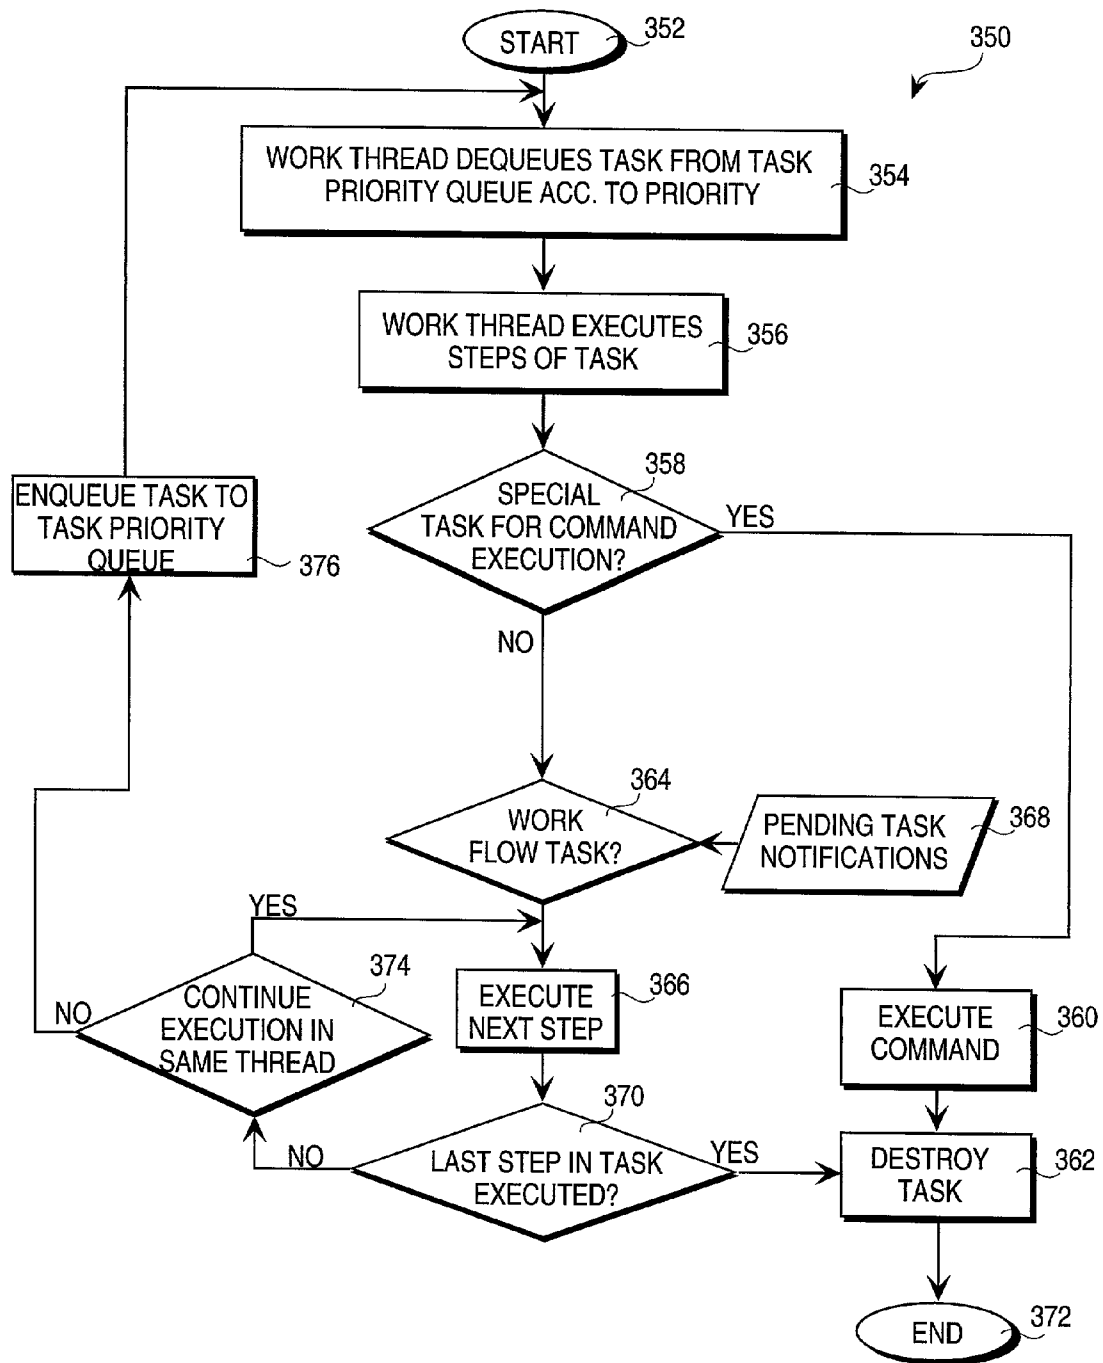 START
352
350
WORK THREAD DEQUEUES TASK FROM TASK
PRIORITY QUEUE ACC. TO PRIORITY
354
WORK THREAD EXECUTES
STEPS OF TASK
356
358
SPECIAL
TASK FOR COMMAND
EXECUTION?
YES
NO
ENQUEUE TASK TO
TASK PRIORITY
QUEUE
376
364
WORK
FLOW TASK?
PENDING TASK
NOTIFICATIONS
368
YES
374
CONTINUE
EXECUTION IN
SAME THREAD
NO
EXECUTE
NEXT STEP
366
EXECUTE
COMMAND
360
370
LAST STEP IN TASK
EXECUTED?
NO
YES
DESTROY
TASK
362
END
372